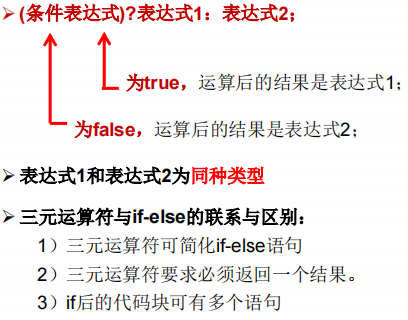 ➢(条件表达式)?表达式1：表达式2；
为true，运算后的结果是表达式1；
为false，运算后的结果是表达式2；
➢表达式1和表达式2为同种类型
➢三元运算符与if-else的联系与区别：
1）三元运算符可简化if-else语句
2）三元运算符要求必须返回一个结果。
3）if后的代码块可有多个语句